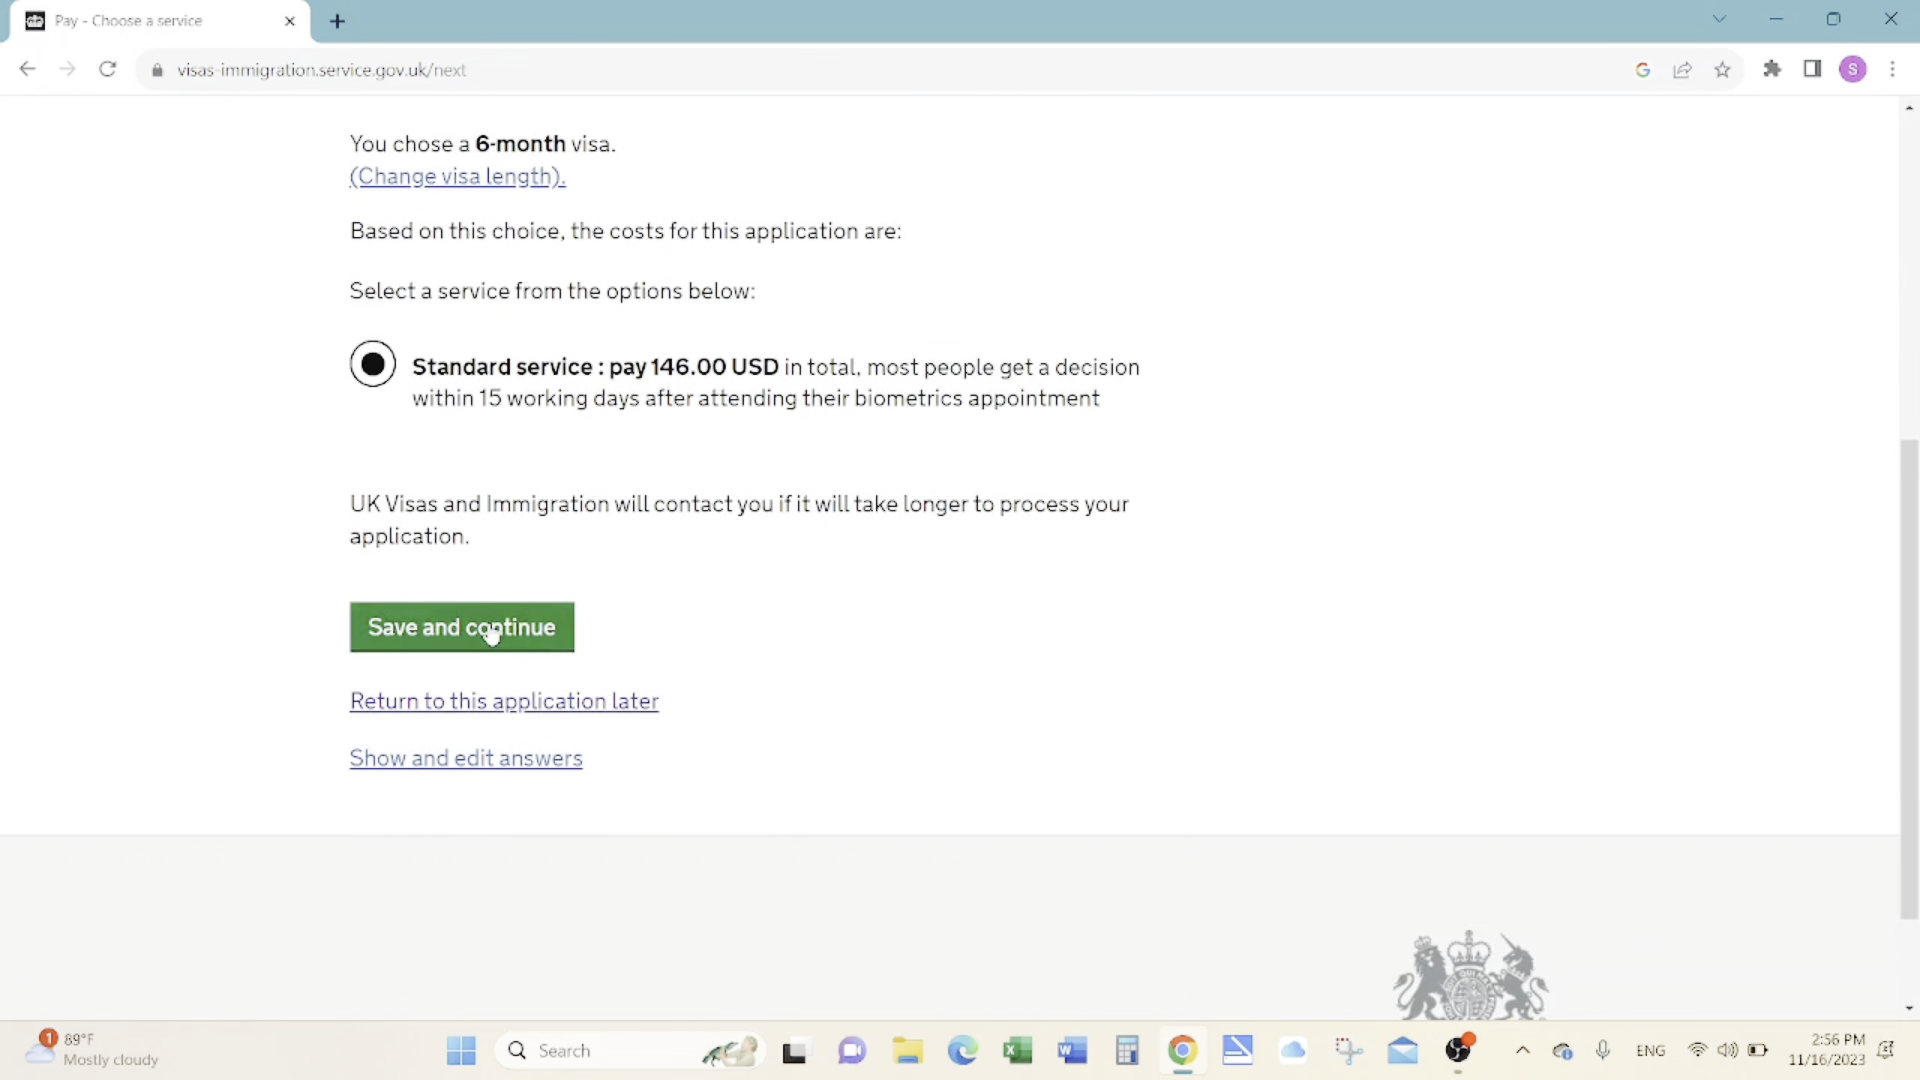 Pay - Choose a service
visas-immigration.service.gov.uk/next
S
You chose a 6-month visa.
(Change visa length).
Based on this choice, the costs for this application are:
Select a service from the options below:
Standard service : pay 146.00 USD in total, most people get a decision
within 15 working days after attending their biometrics appointment
UK Visas and Immigration will contact you if it will take longer to process your
application.
Save and continue
Return to this application later
Show and edit answers
1
89°F
Mostly cloudy
Search
ENG
2:56 PM
11/16/2023